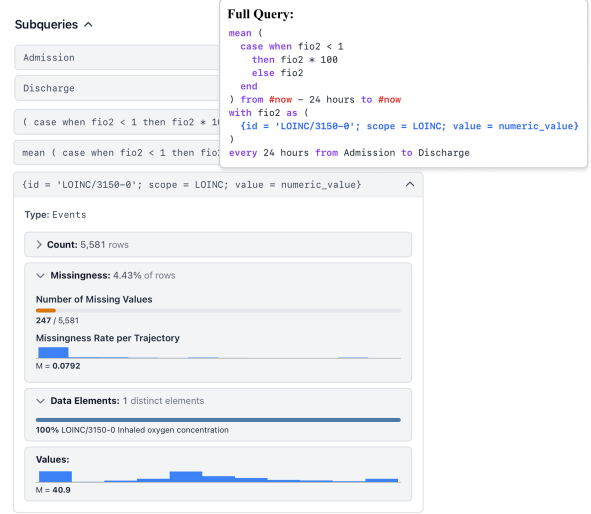 Subqueries
Admission
Discharge
( case when fio2 < 1 then fio2 * 10
mean ( case when fio2 < 1 then fio2
Full Query:
mean (
case when fio2 < 1
then fio2 * 100
else fio2
end
) from #now - 24 hours to #now
with fio2 as (
{id = 'LOINC/3150-0'; scope = LOINC; value = numeric_value}
)
every 24 hours from Admission to Discharge
{id = 'LOINC/3150-0'; scope = LOINC; value = numeric_value}
Type: Events
Count: 5,581 rows
Missingness: 4.43% of rows
Number of Missing Values
247 / 5,581
Missingness Rate per Trajectory
M = 0.0792
Data Elements: 1 distinct elements
100% LOINC/3150-0 Inhaled oxygen concentration
Values:
M = 40.9